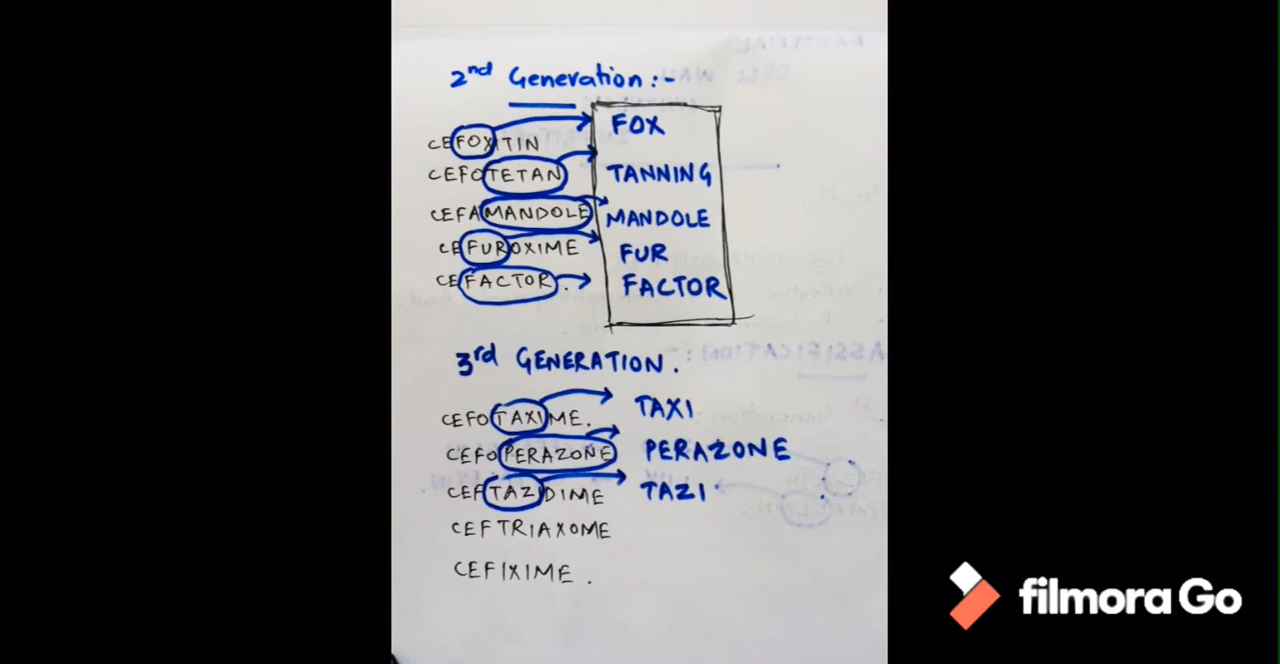 2nd Generation :-
CEFOXITIN FOX
CEFOTETAN TANNING
CEFAMANDOLE MANDOLE
CEFUROXIME FUR
CEFACTOR. FACTOR
3rd GENERATION.
CEFOTAXIME. TAXI
CEFOPERAZONE PERAZONE
CEFTAZIDIME TAZI
CEFTRIAXOME
CEFIXIME.
filmora Go